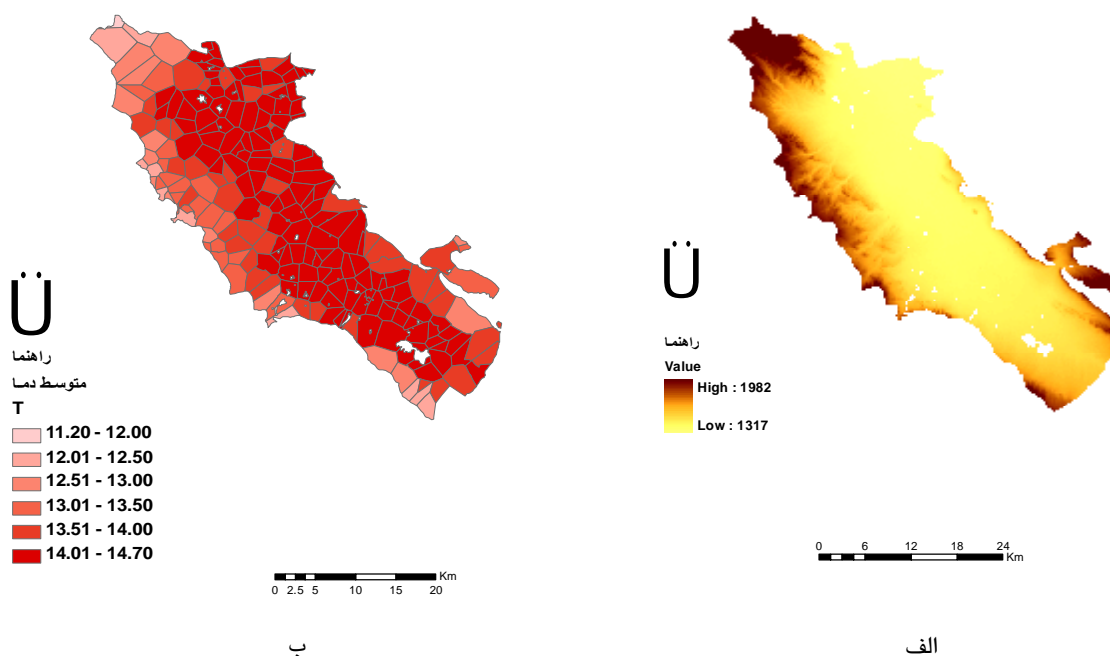 Ü
راهنما
متوسط دما
T
11.20 - 12.00
12.01 - 12.50
12.51 - 13.00
13.01 - 13.50
13.51 - 14.00
14.01 - 14.70
Km
0 2.5 5 10 15 20
ب
Ü
راهنما
Value
High : 1982
Low : 1317
0 6 12 18 24
Km
الف